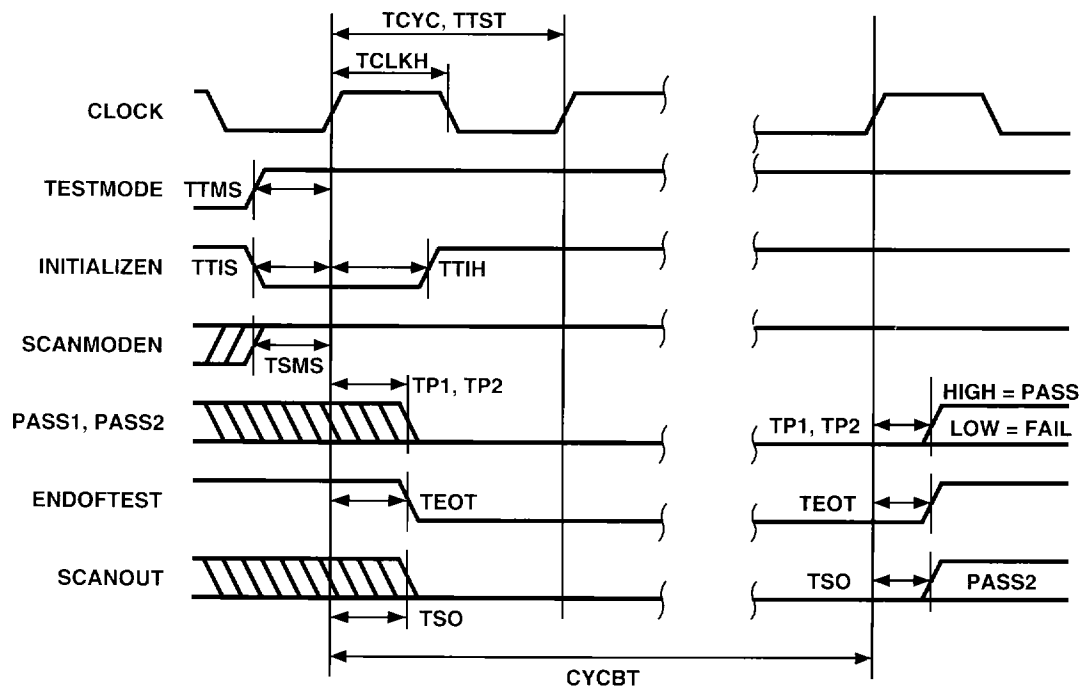 TCYC, TTST
TCLKH
CLOCK
TESTMODE
TTMS
INITIALIZEN
TTIS
TTIH
SCANMODEN
TSMS
TP1, TP2
HIGH = PASS
PASS1, PASS2
TP1, TP2
LOW = FAIL
ENDOFTEST
TEOT
TEOT
SCANOUT
TSO
PASS2
TSO
CYCBT